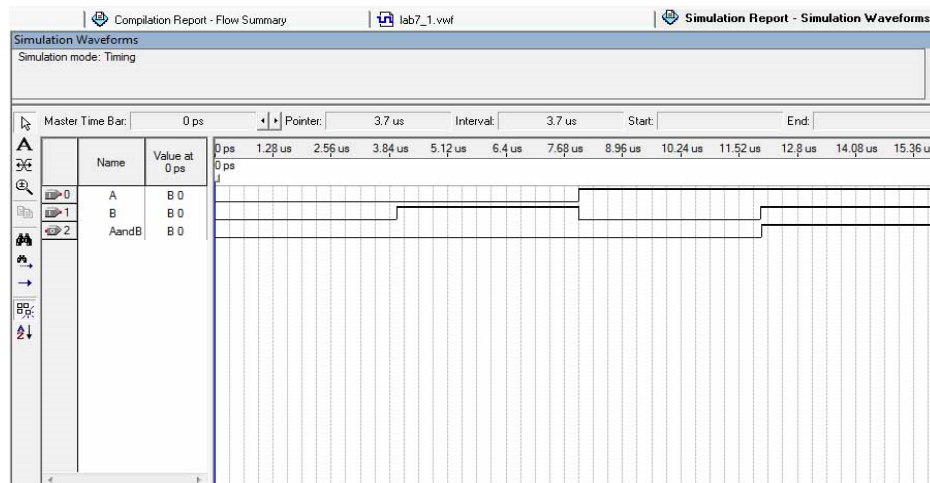 Compilation Report - Flow Summary
lab7_1.vwf
Simulation Report - Simulation Waveforms
Simulation Waveforms
Simulation mode: Timing
Master Time Bar: 0 ps Pointer: 3.7 us Interval: 3.7 us Start: End:
Name Value at 0 ps
0 ps 1.28 us 2.56 us 3.84 us 5.12 us 6.4 us 7.68 us 8.96 us 10.24 us 11.52 us 12.8 us 14.08 us 15.36 u
0 ps
0 A B 0
1 B B 0
2 AandB B 0